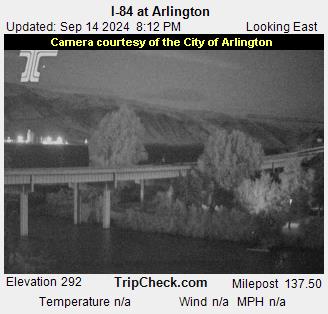 I-84 at Arlington
Updated: Sep 14 2024 8:12 PM Looking East
Camera courtesy of the City of Arlington
Elevation 292 TripCheck.com Milepost 137.50
Temperature n/a Wind n/a MPH n/a